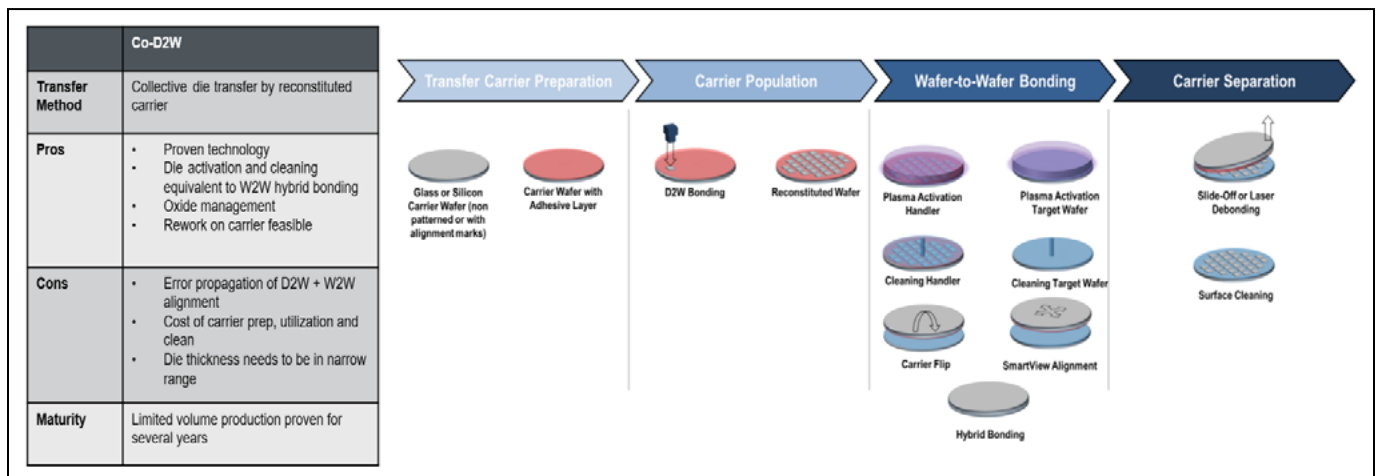 Co-D2W
Transfer
Method
Collective die transfer by reconstituted
carrier
Pros
• Proven technology
• Die activation and cleaning
equivalent to W2W hybrid bonding
• Oxide management
• Rework on carrier feasible
Cons
• Error propagation of D2W + W2W
alignment
• Cost of carrier prep, utilization and
clean
• Die thickness needs to be in narrow
range
Maturity
Limited volume production proven for
several years
Transfer Carrier Preparation
Glass or Silicon
Carrier Wafer (non
patterned or with
alignment marks)
Carrier Wafer with
Adhesive Layer
Carrier Population
D2W Bonding
Reconstituted Wafer
Wafer-to-Wafer Bonding
Plasma Activation
Handler
Plasma Activation
Target Wafer
Cleaning Handler
Cleaning Target Wafer
Carrier Flip
SmartView Alignment
Hybrid Bonding
Carrier Separation
Slide-Off or Laser
Debonding
Surface Cleaning